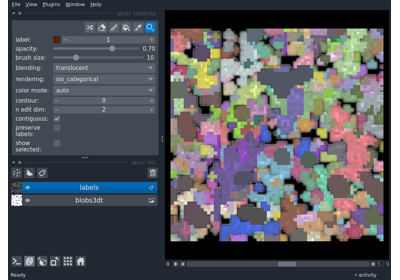 File View Plugins Window Help
layer controls
label: 1
opacity: 0.70
brush size: 10
blending: translucent
rendering: iso_categorical
color mode: auto
contour: 0
n edit dim: 2
contiguous:
preserve
labels:
show
selected:
layer list
labels
blobs3dt
activity